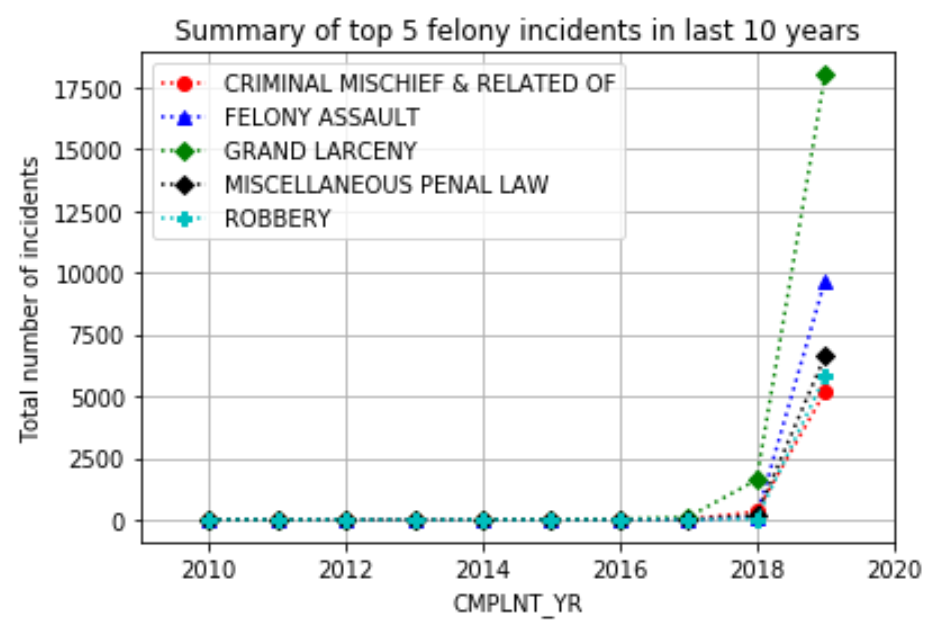 Summary of top 5 felony incidents in last 10 years
CRIMINAL MISCHIEF & RELATED OF
FELONY ASSAULT
GRAND LARCENY
MISCELLANEOUS PENAL LAW
ROBBERY
Total number of incidents
17500
15000
12500
10000
7500
5000
2500
0
2010 2012 2014 2016 2018 2020
CMPLNT_YR